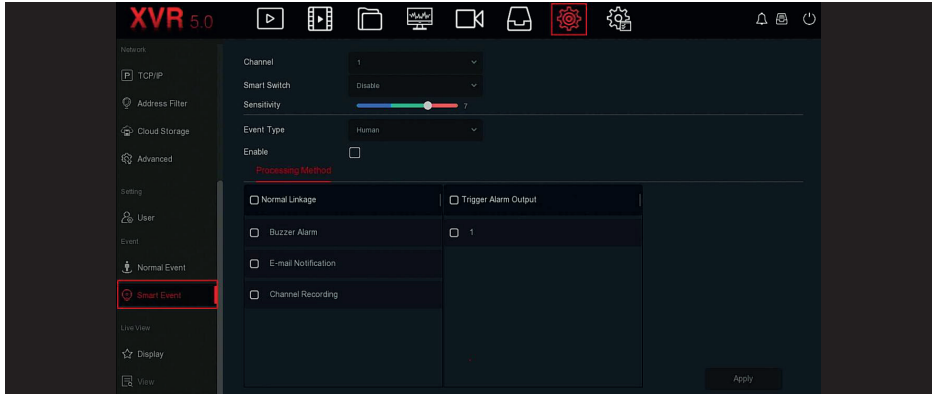 XVR 5.0
Network
P TCP/IP
Address Filter
Cloud Storage
Advanced
Setting
User
Event
Normal Event
Smart Event
Live View
Display
View
Channel 1
Smart Switch Disable
Sensitivity 7
Event Type Human
Enable
Processing Method
Normal Linkage
Buzzer Alarm
E-mail Notification
Channel Recording
Trigger Alarm Output
1
Apply